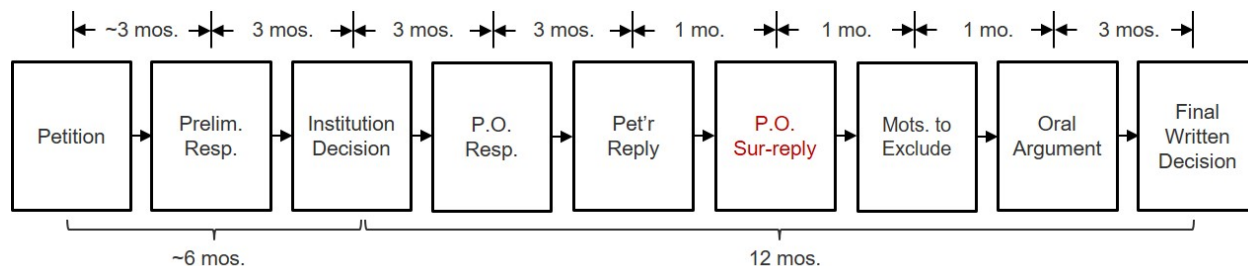 ~3 mos. 3 mos. 3 mos. 3 mos. 1 mo. 1 mo. 1 mo. 3 mos.
Petition
Prelim.
Resp.
Institution
Decision
P.O.
Resp.
Pet’r
Reply
P.O.
Sur-reply
Mots. to
Exclude
Oral
Argument
Final
Written
Decision
~6 mos. 12 mos.